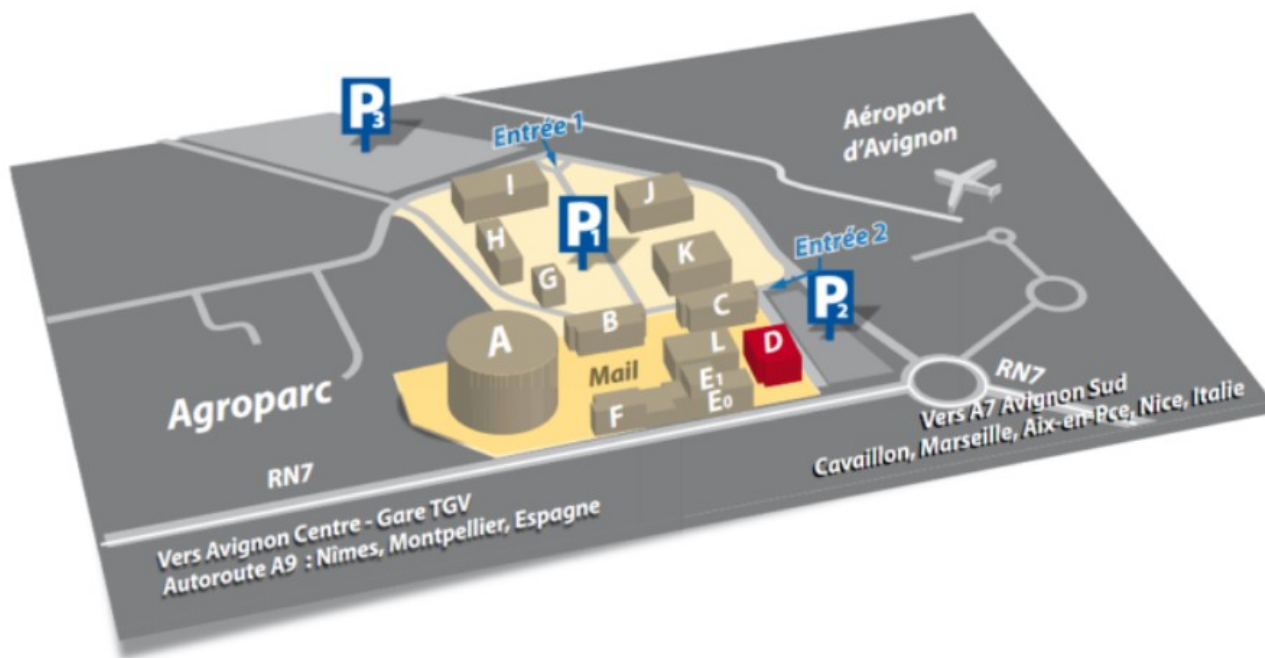 P3
Entrée 1
Aéroport
d'Avignon
I
J
H
P1
Entrée 2
K
G
P2
C
B
A
L
D
Mail
E1
E0
F
Agroparc
RN7
Vers A7 Avignon Sud
Cavaillon, Marseille, Aix-en-Pce, Nice, Italie
RN7
Vers Avignon Centre - Gare TGV
Autoroute A9 : Nîmes, Montpellier, Espagne